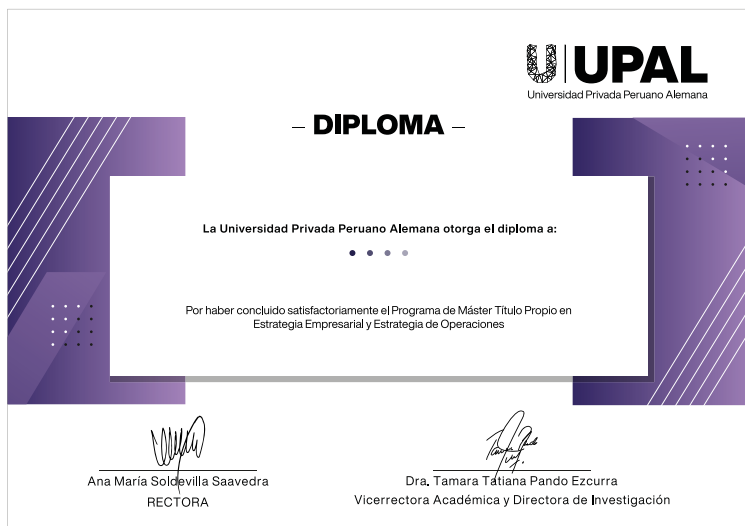 UPAL
Universidad Privada Peruano Alemana
– DIPLOMA –
La Universidad Privada Peruano Alemana otorga el diploma a:
Por haber concluido satisfactoriamente el Programa de Máster Título Propio en
Estrategia Empresarial y Estrategia de Operaciones
Ana María Soldevilla Saavedra
RECTORA
Dra. Tamara Tatiana Pando Ezcurra
Vicerrectora Académica y Directora de Investigación